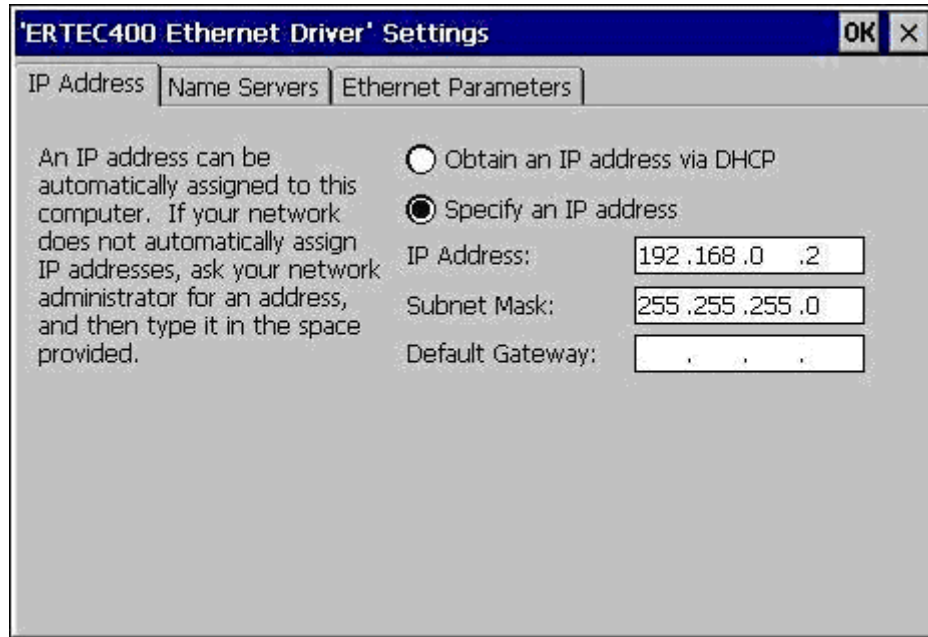 'ERTEC400 Ethernet Driver' Settings OK ×
IP Address Name Servers Ethernet Parameters
An IP address can be
automatically assigned to this
computer. If your network
does not automatically assign
IP addresses, ask your network
administrator for an address,
and then type it in the space
provided.
Obtain an IP address via DHCP
Specify an IP address
IP Address: 192 .168 .0 .2
Subnet Mask: 255 .255 .255 .0
Default Gateway: . . .